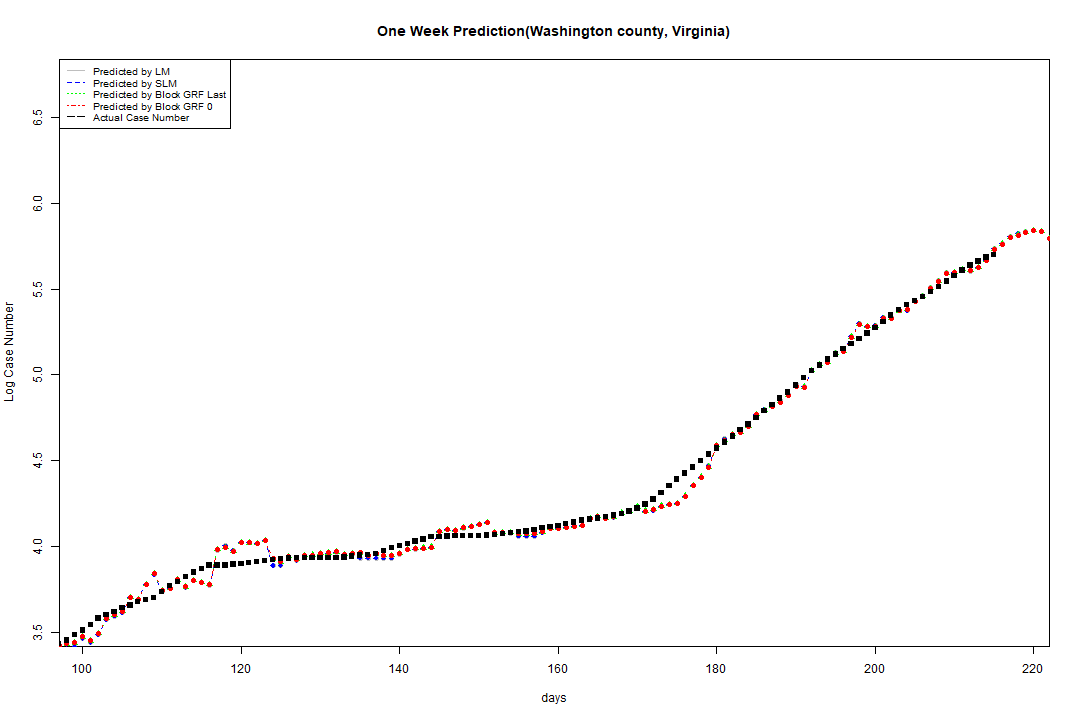 One Week Prediction(Washington county, Virginia)
Predicted by LM
Predicted by SLM
Predicted by Block GRF Last
Predicted by Block GRF 0
Actual Case Number
6.5
6.0
5.5
5.0
4.5
4.0
3.5
Log Case Number
100 120 140 160 180 200 220
days